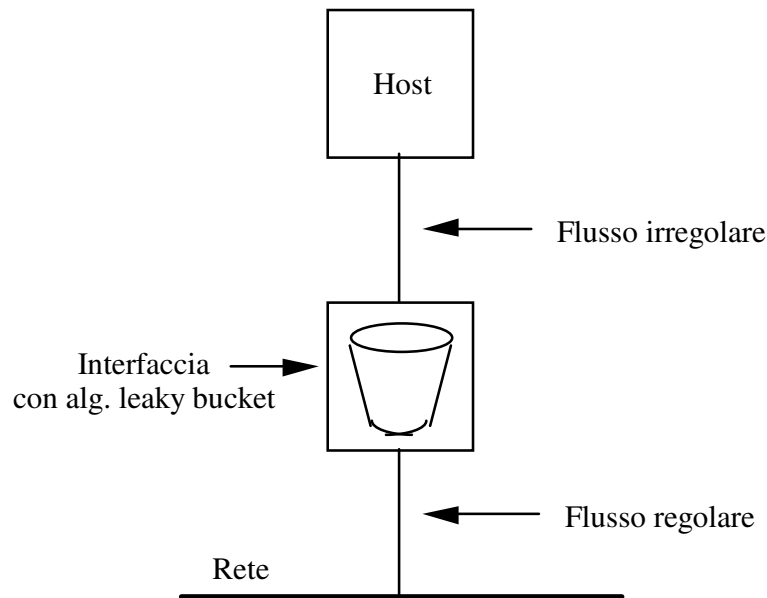 Host
Flusso irregolare
Interfaccia
con alg. leaky bucket
Flusso regolare
Rete